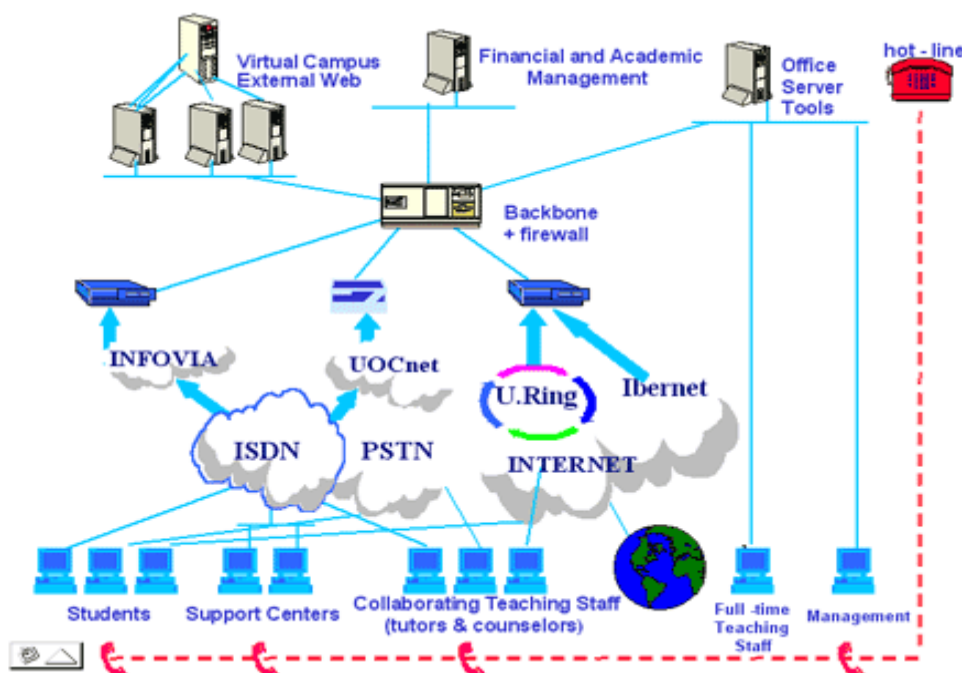 Virtual Campus
External Web
Financial and Academic
Management
Office
Server
Tools
hot - line
Backbone
+ firewall
INFOVIA
UOCnet
U.Ring
Ibernet
ISDN
PSTN
INTERNET
Students
Support Centers
Collaborating Teaching Staff
(tutors & counselors)
Full -time
Teaching
Staff
Management